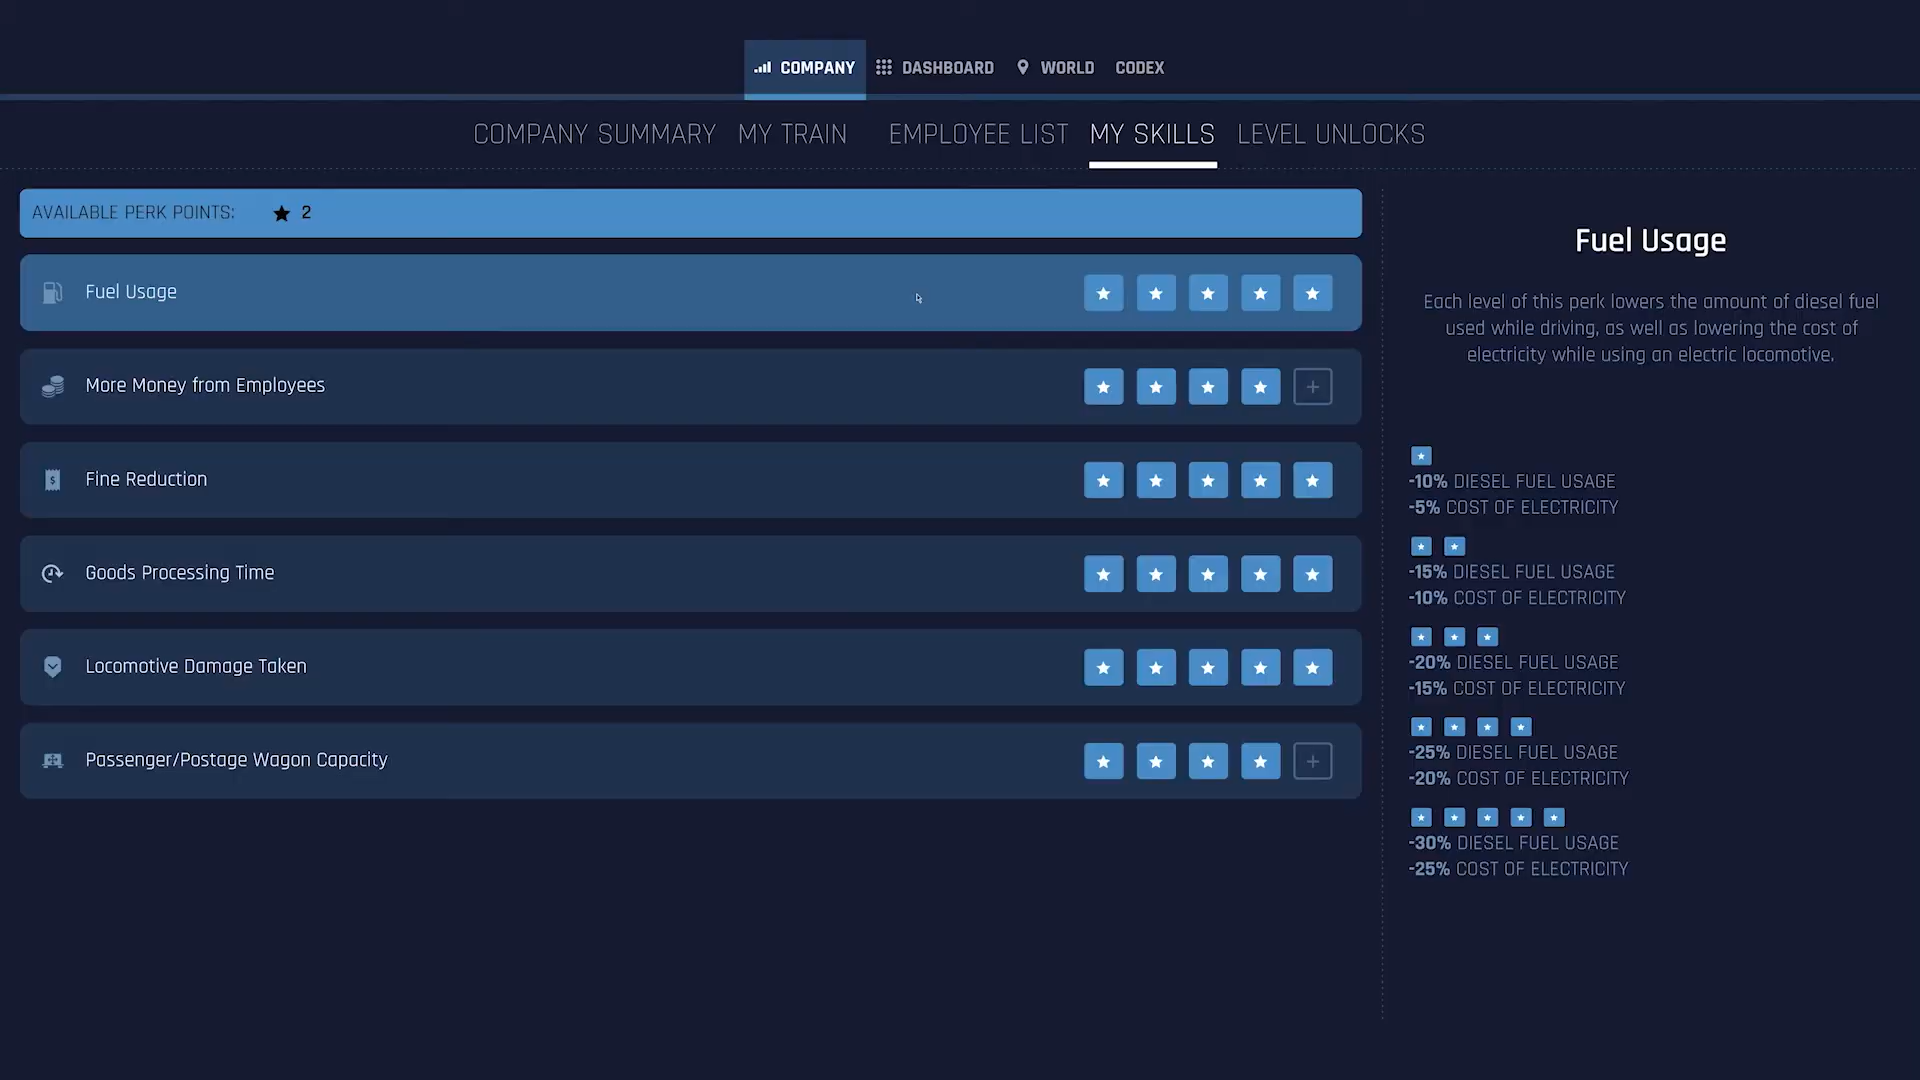 COMPANY DASHBOARD WORLD CODEX
COMPANY SUMMARY MY TRAIN EMPLOYEE LIST MY SKILLS LEVEL UNLOCKS
AVAILABLE PERK POINTS: 2
Fuel Usage
More Money from Employees
Fine Reduction
Goods Processing Time
Locomotive Damage Taken
Passenger/Postage Wagon Capacity
Fuel Usage
Each level of this perk lowers the amount of diesel fuel
used while driving, as well as lowering the cost of
electricity while using an electric locomotive.
-10% DIESEL FUEL USAGE
-5% COST OF ELECTRICITY
-15% DIESEL FUEL USAGE
-10% COST OF ELECTRICITY
-20% DIESEL FUEL USAGE
-15% COST OF ELECTRICITY
-25% DIESEL FUEL USAGE
-20% COST OF ELECTRICITY
-30% DIESEL FUEL USAGE
-25% COST OF ELECTRICITY